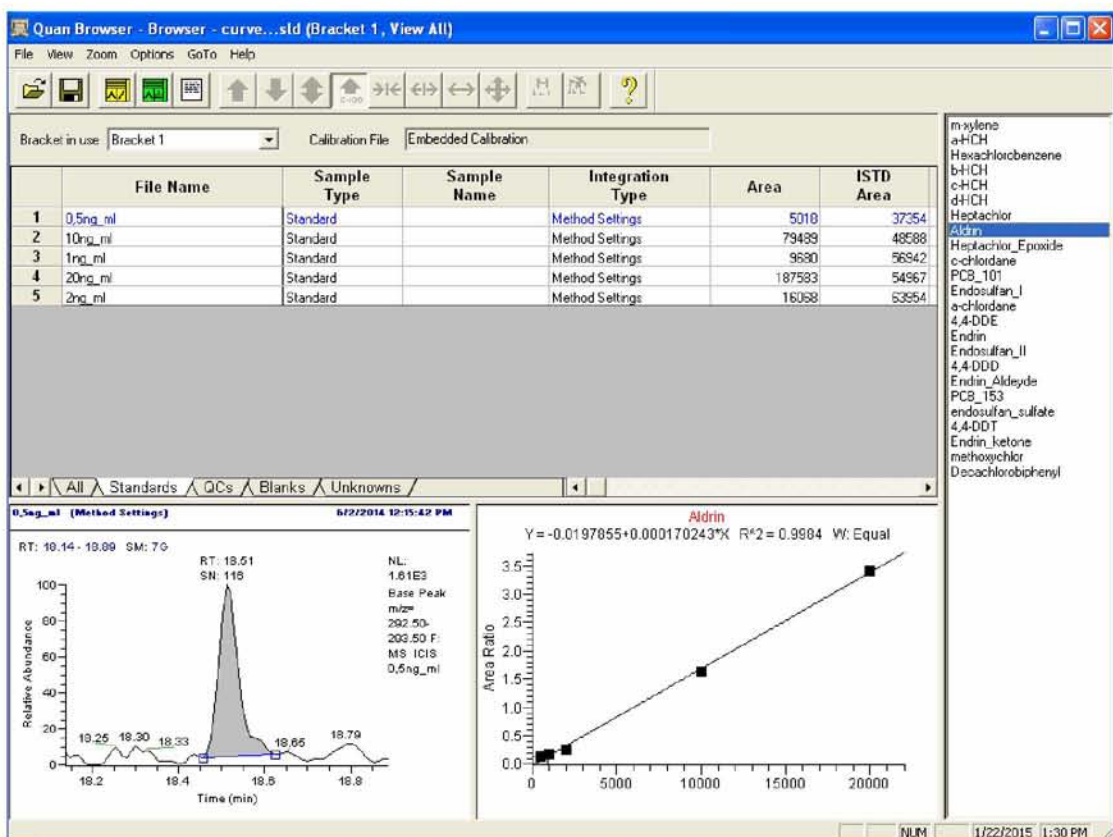 Quan Browser - Browser - curve...sld (Bracket 1, View All)
File View Zoom Options GoTo Help
Bracket in use Bracket 1 Calibration File Embedded Calibration
File Name Sample Type Sample Name Integration Type Area ISTD Area
1 0,5ng_ml Standard Method Settings 5018 37354
2 10ng_ml Standard Method Settings 79489 48588
3 1ng_ml Standard Method Settings 9680 56942
4 20ng_ml Standard Method Settings 187583 54967
5 2ng_ml Standard Method Settings 16068 63954
All Standards QCs Blanks Unknowns
m-xylene
a-HCH
Hexachlorobenzene
b-HCH
c-HCH
d-HCH
Heptachlor
Aldrin
Heptachlor_Epoxide
c-chlordane
PCB_101
Endosulfan_I
a-chlordane
4,4-DDE
Endrin
Endosulfan_II
4,4-DDD
Endrin_Aldeyde
PCB_153
endosulfan_sulfate
4,4-DDT
Endrin_ketone
methoxychlor
Decachlorobiphenyl
0,5ng_ml (Method Settings) 6/2/2014 12:15:42 PM
RT: 18.14 - 18.89 SM: 7G
RT: 18.51
SN: 116
NL:
1.61E3
Base Peak
m/z=
292.50-
293.50 F:
MS ICIS
0,5ng_ml
Relative Abundance
100
80
60
40
20
0
18.25 18.30 18.33 18.65 18.79
18.2 18.4 18.6 18.8
Time (min)
Aldrin
Y = -0.0197855+0.000170243*X R^2 = 0.9984 W: Equal
Area Ratio
3.5
3.0
2.5
2.0
1.5
1.0
0.5
0.0
0 5000 10000 15000 20000
NUM 1/22/2015 1:30 PM